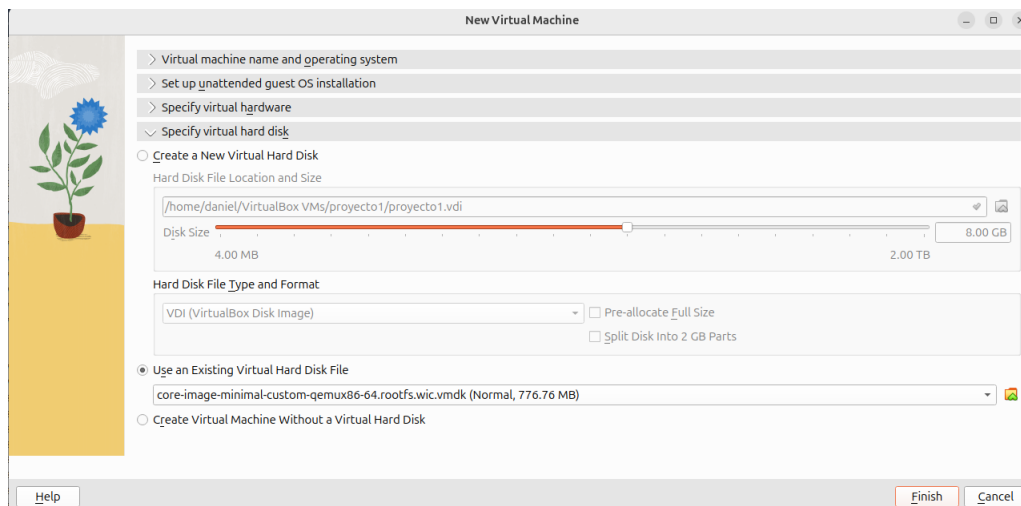 New Virtual Machine
Virtual machine name and operating system
Set up unattended guest OS installation
Specify virtual hardware
Specify virtual hard disk
Create a New Virtual Hard Disk
Hard Disk File Location and Size
/home/daniel/VirtualBox VMs/proyecto1/proyecto1.vdi
Disk Size 8.00 GB
4.00 MB 2.00 TB
Hard Disk File Type and Format
VDI (VirtualBox Disk Image) Pre-allocate Full Size
Split Disk Into 2 GB Parts
Use an Existing Virtual Hard Disk File
core-image-minimal-custom-qemux86-64.rootfs.wic.vmdk (Normal, 776.76 MB)
Create Virtual Machine Without a Virtual Hard Disk
Help Finish Cancel